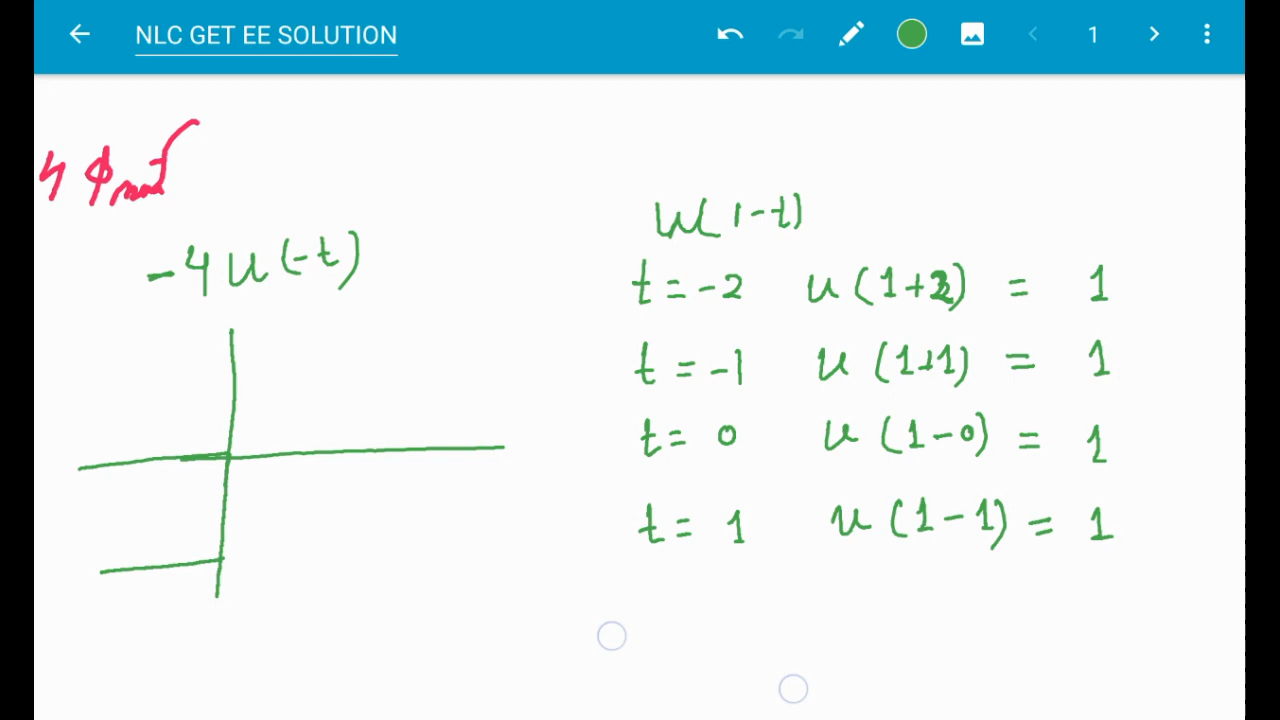 NLC GET EE SOLUTION
1
-4u(-t)
u(1-t)
t = -2 u(1+2) = 1
t = -1 u(1+1) = 1
t = 0 u(1-0) = 1
t = 1 u(1-1) = 1